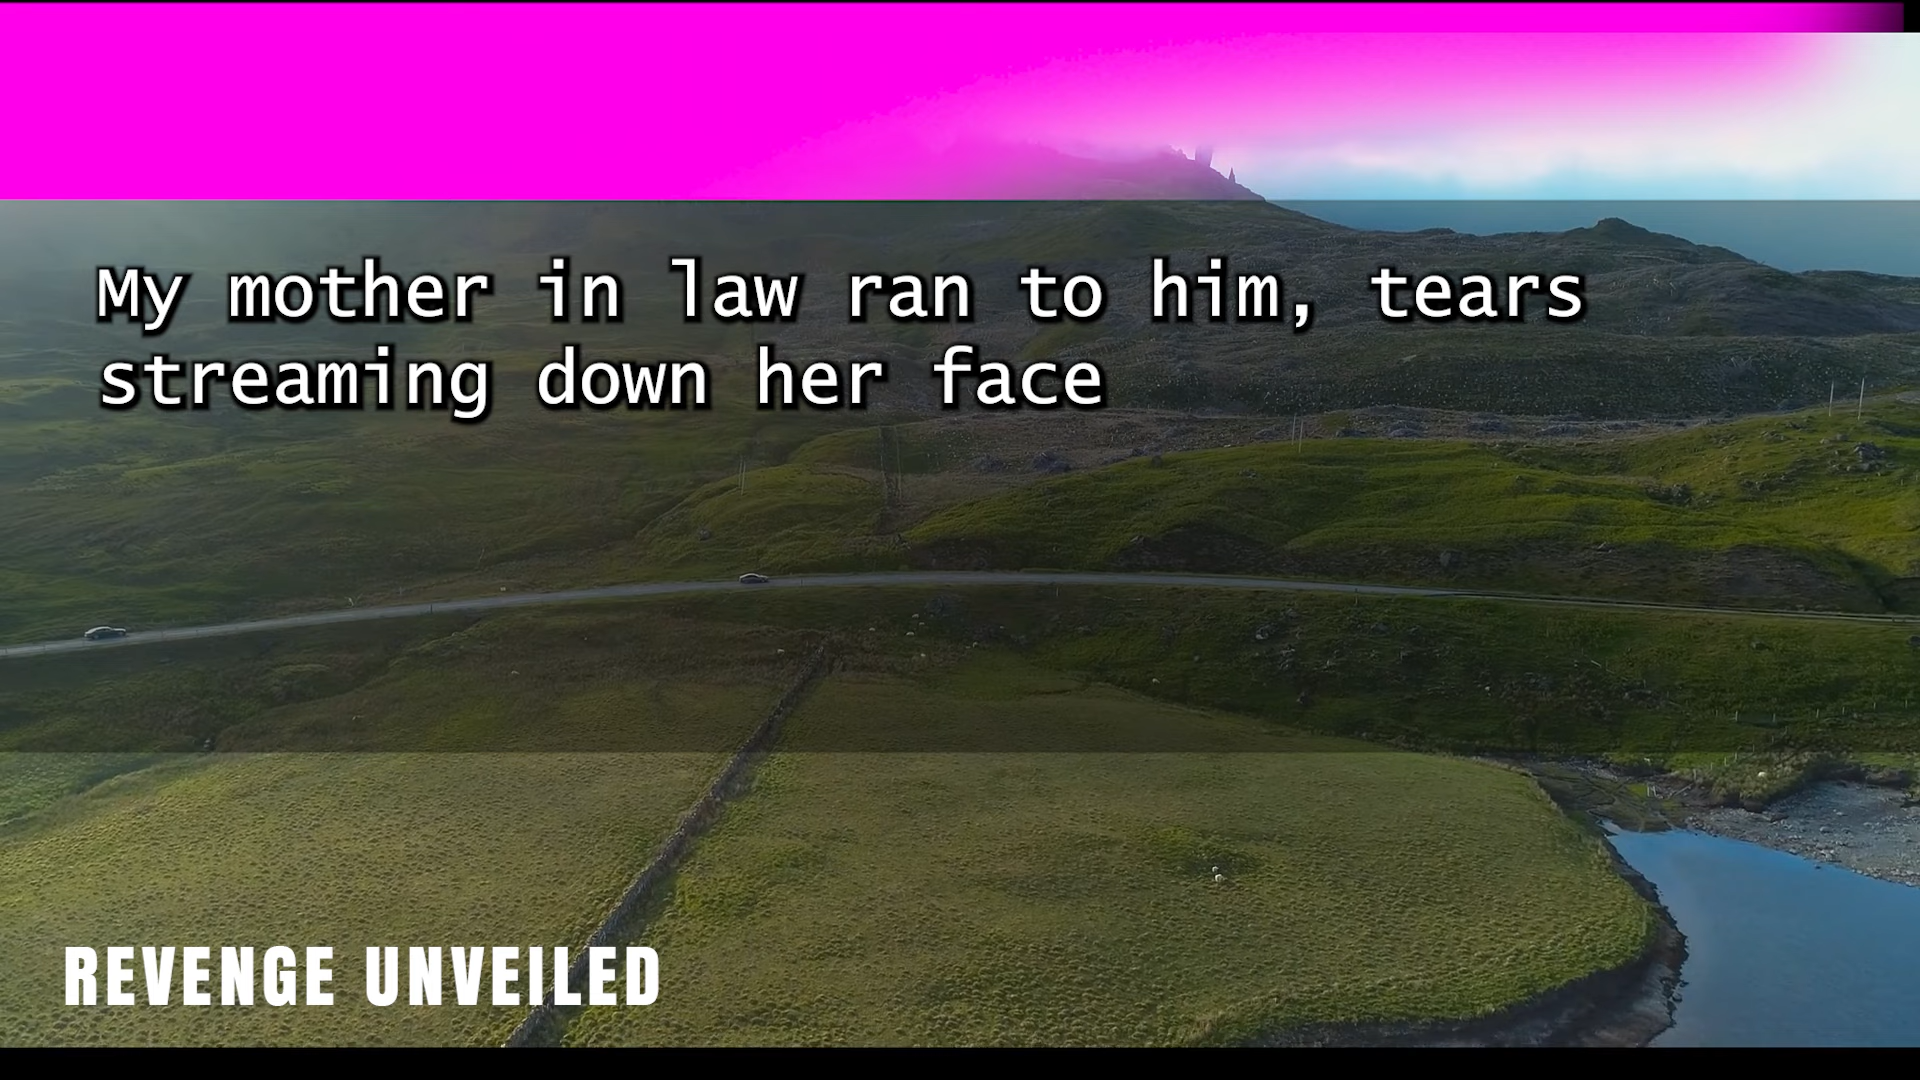 My mother in law ran to him, tears
streaming down her face
REVENGE UNVEILED